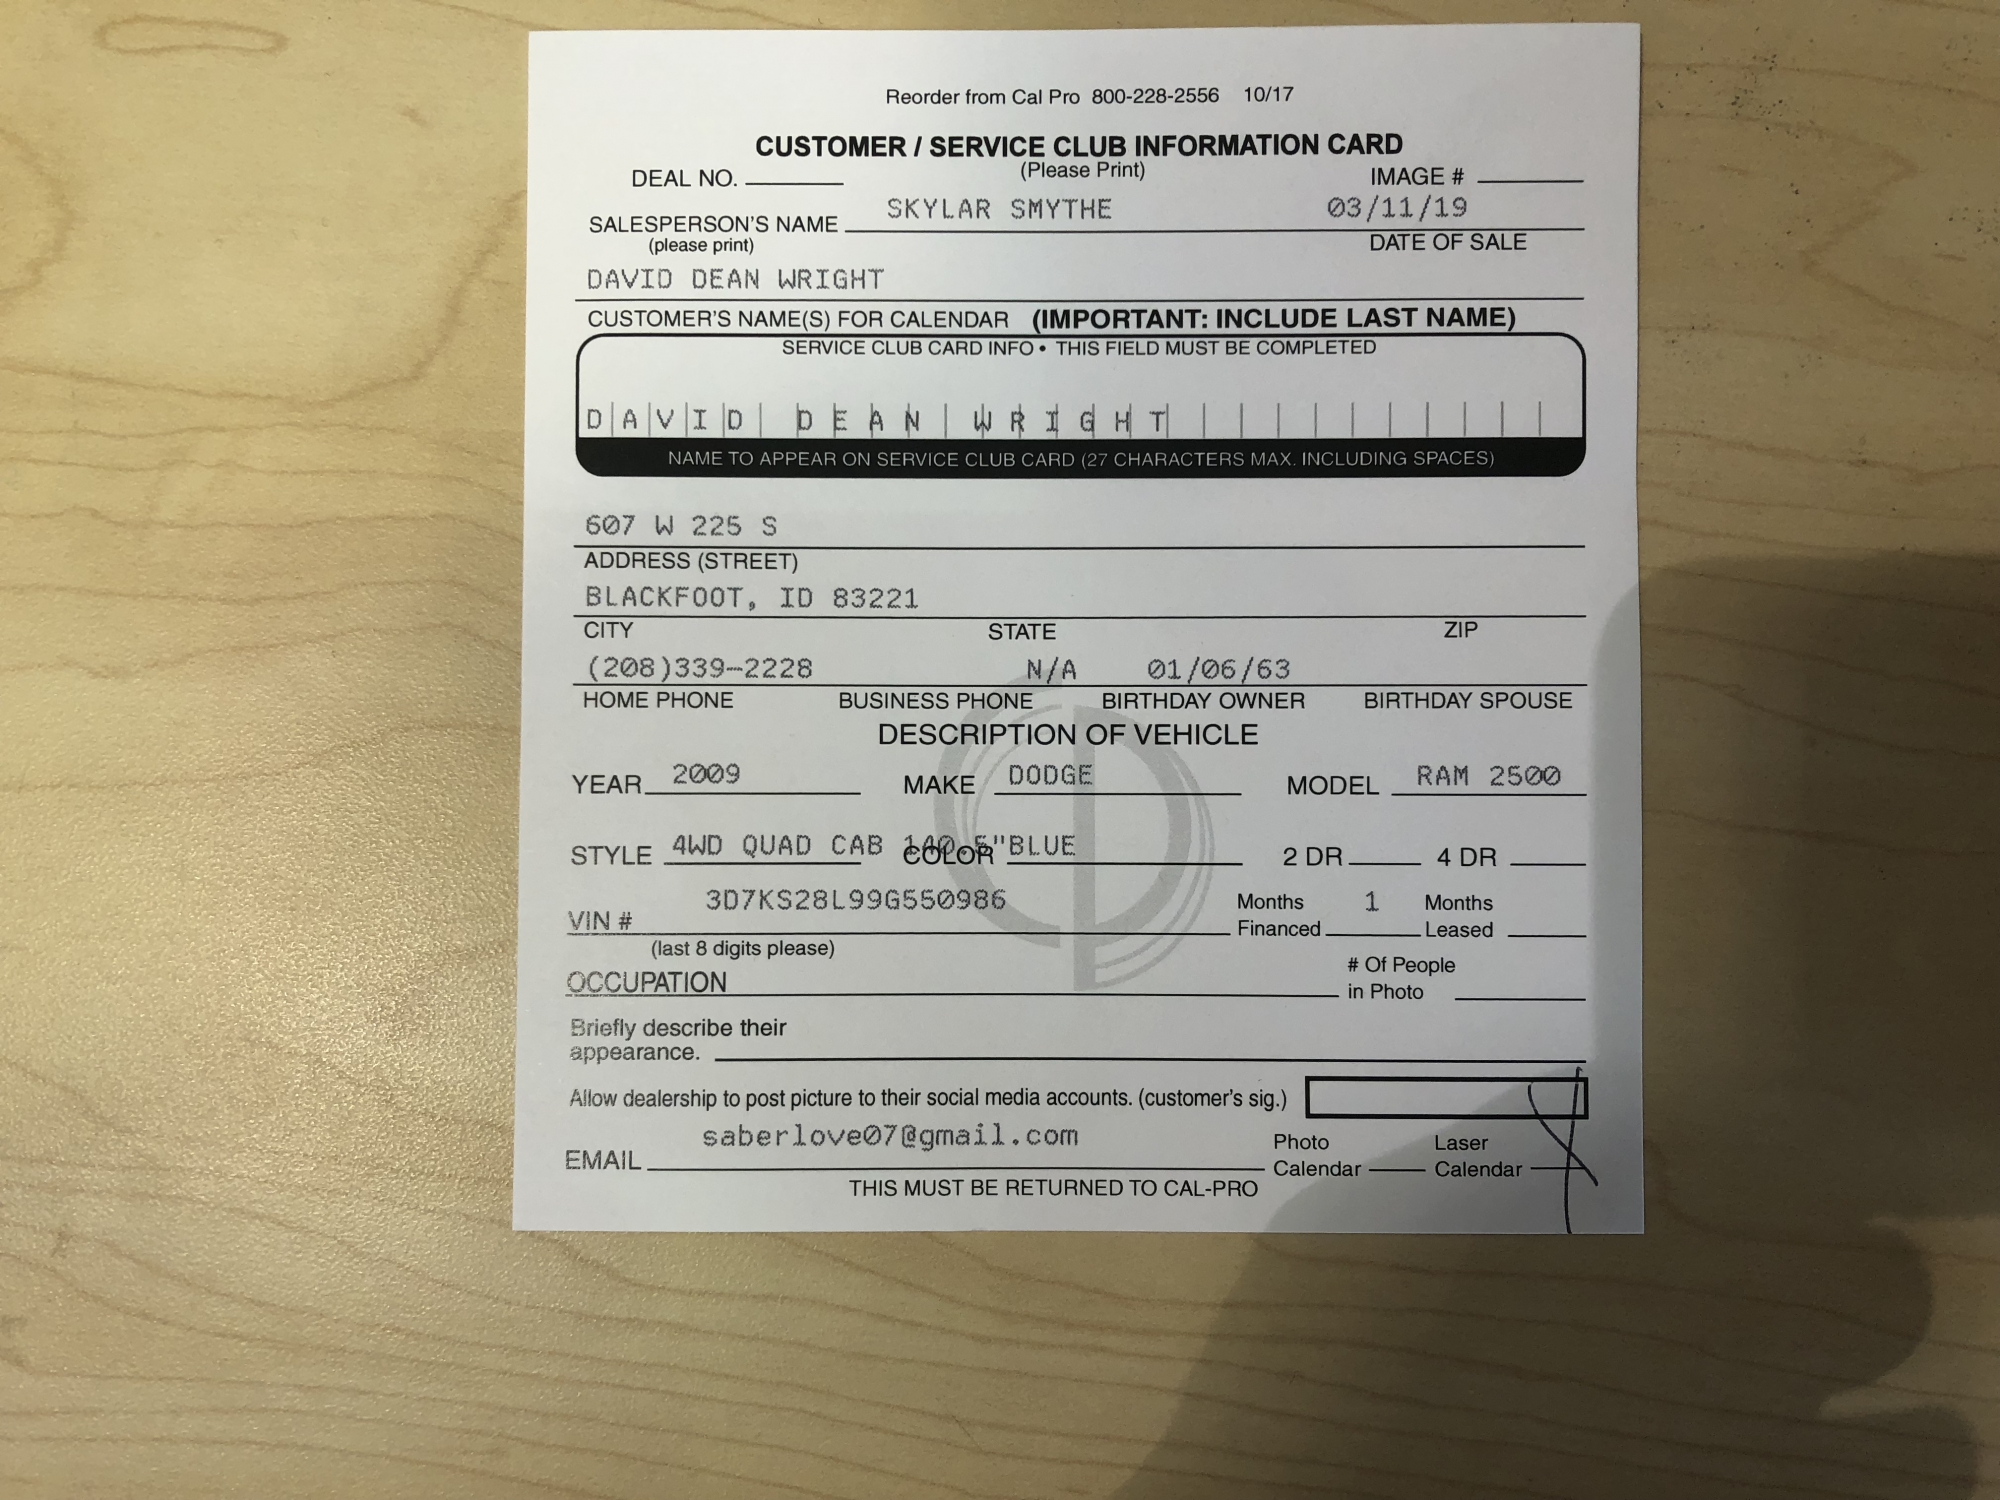 Reorder from Cal Pro 800-228-2556 10/17
CUSTOMER / SERVICE CLUB INFORMATION CARD
(Please Print)
DEAL NO. IMAGE #
SKYLAR SMYTHE 03/11/19
SALESPERSON'S NAME
(please print) DATE OF SALE
DAVID DEAN WRIGHT
CUSTOMER'S NAME(S) FOR CALENDAR (IMPORTANT: INCLUDE LAST NAME)
SERVICE CLUB CARD INFO • THIS FIELD MUST BE COMPLETED
DAVID DEAN WRIGHT
NAME TO APPEAR ON SERVICE CLUB CARD (27 CHARACTERS MAX. INCLUDING SPACES)
607 W 225 S
ADDRESS (STREET)
BLACKFOOT, ID 83221
CITY STATE ZIP
(208)339-2228 N/A 01/06/63
HOME PHONE BUSINESS PHONE BIRTHDAY OWNER BIRTHDAY SPOUSE
DESCRIPTION OF VEHICLE
YEAR 2009 MAKE DODGE MODEL RAM 2500
STYLE 4WD QUAD CAB 140.5" COLOR BLUE 2 DR 4 DR
VIN # 3D7KS28L99G550986 Months Financed 1 Months Leased
(last 8 digits please)
OCCUPATION # Of People in Photo
Briefly describe their
appearance.
Allow dealership to post picture to their social media accounts. (customer's sig.)
EMAIL saberlove07@gmail.com Photo Calendar Laser Calendar
THIS MUST BE RETURNED TO CAL-PRO